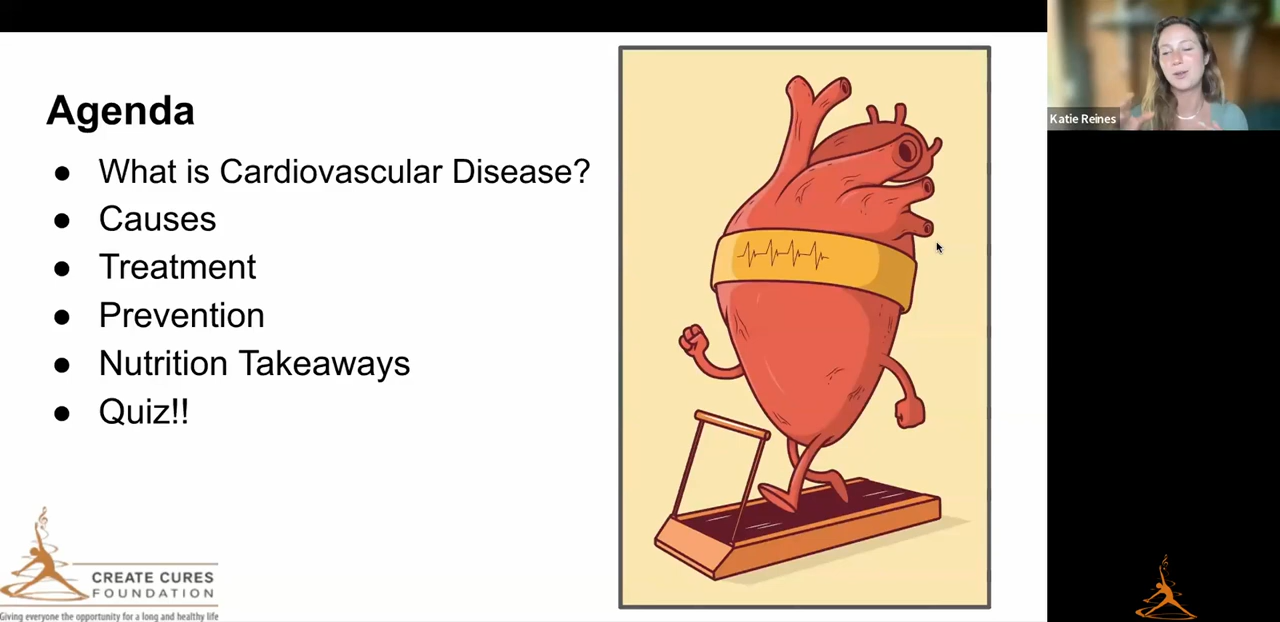 Agenda
● What is Cardiovascular Disease?
● Causes
● Treatment
● Prevention
● Nutrition Takeaways
● Quiz!!
CREATE CURES
FOUNDATION
Giving everyone the opportunity for a long and healthy life
Katie Reines